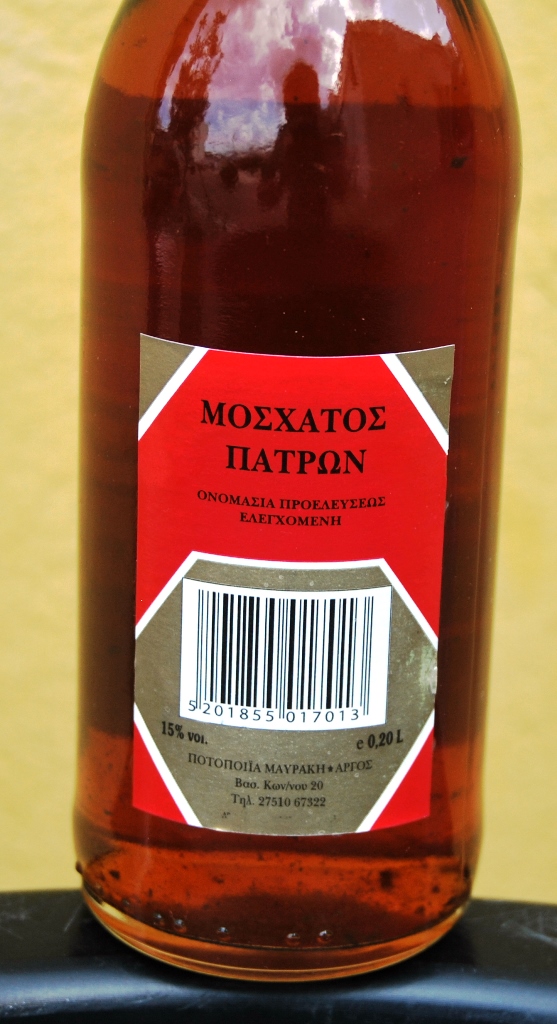 ΜΟΣΧΑΤΟΣ
ΠΑΤΡΩΝ
ΟΝΟΜΑΣΙΑ ΠΡΟΕΛΕΥΣΕΩΣ
ΕΛΕΓΧΟΜΕΝΗ
5 201855 017013
15% vol. e 0,20 L
ΠΟΤΟΠΟΙΪΑ ΜΑΥΡΑΚΗ★ΑΡΓΟΣ
Βασ. Κων/νου 20
Τηλ. 27510 67322